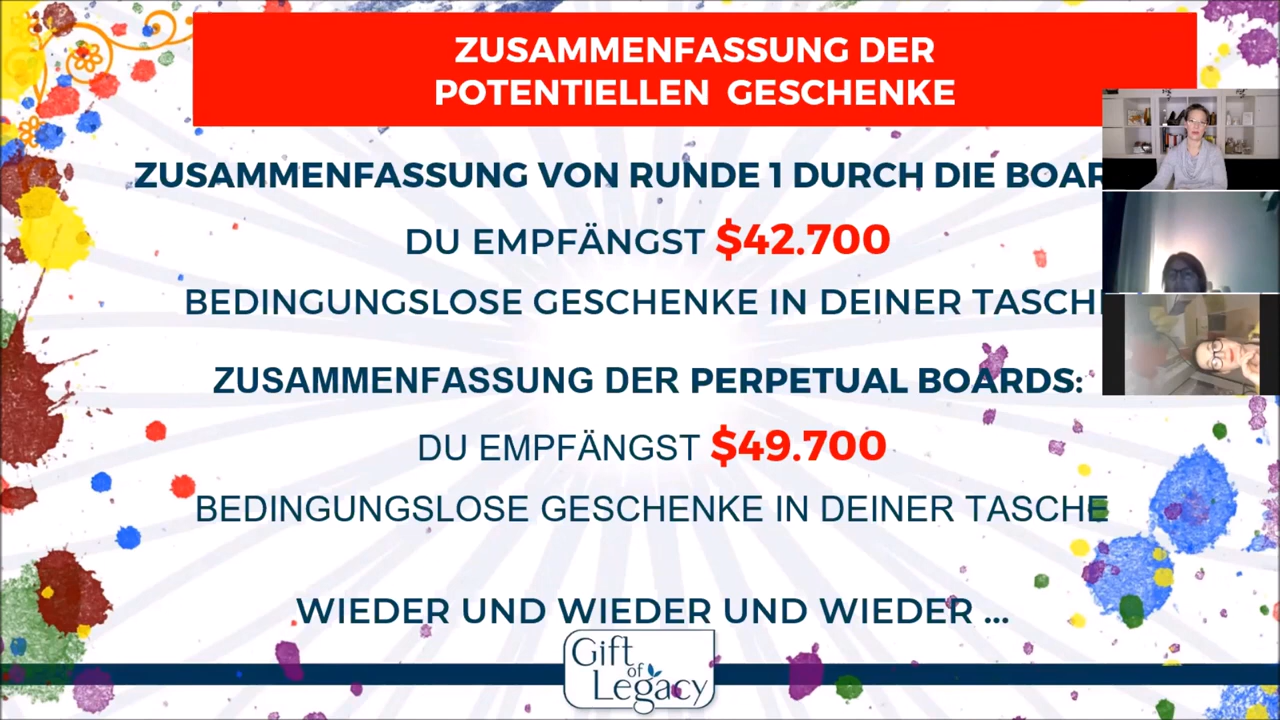 ZUSAMMENFASSUNG DER
POTENTIELLEN GESCHENKE
ZUSAMMENFASSUNG VON RUNDE 1 DURCH DIE BOAR
DU EMPFÄNGST $42.700
BEDINGUNGSLOSE GESCHENKE IN DEINER TASCH
ZUSAMMENFASSUNG DER PERPETUAL BOARDS:
DU EMPFÄNGST $49.700
BEDINGUNGSLOSE GESCHENKE IN DEINER TASCHE
WIEDER UND WIEDER UND WIEDER ...
Gift
of
Legacy